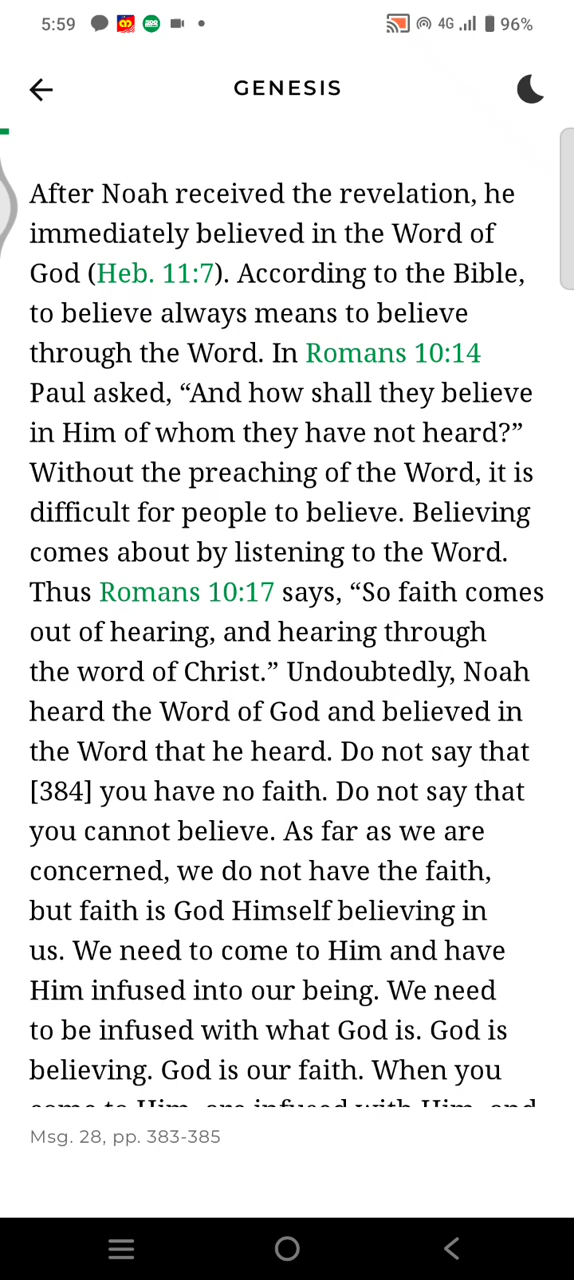 5:59
4G
96%
GENESIS
After Noah received the revelation, he
immediately believed in the Word of
God (Heb. 11:7). According to the Bible,
to believe always means to believe
through the Word. In Romans 10:14
Paul asked, “And how shall they believe
in Him of whom they have not heard?”
Without the preaching of the Word, it is
difficult for people to believe. Believing
comes about by listening to the Word.
Thus Romans 10:17 says, “So faith comes
out of hearing, and hearing through
the word of Christ.” Undoubtedly, Noah
heard the Word of God and believed in
the Word that he heard. Do not say that
[384] you have no faith. Do not say that
you cannot believe. As far as we are
concerned, we do not have the faith,
but faith is God Himself believing in
us. We need to come to Him and have
Him infused into our being. We need
to be infused with what God is. God is
believing. God is our faith. When you
come to Him, are infused with Him, and
Msg. 28, pp. 383-385